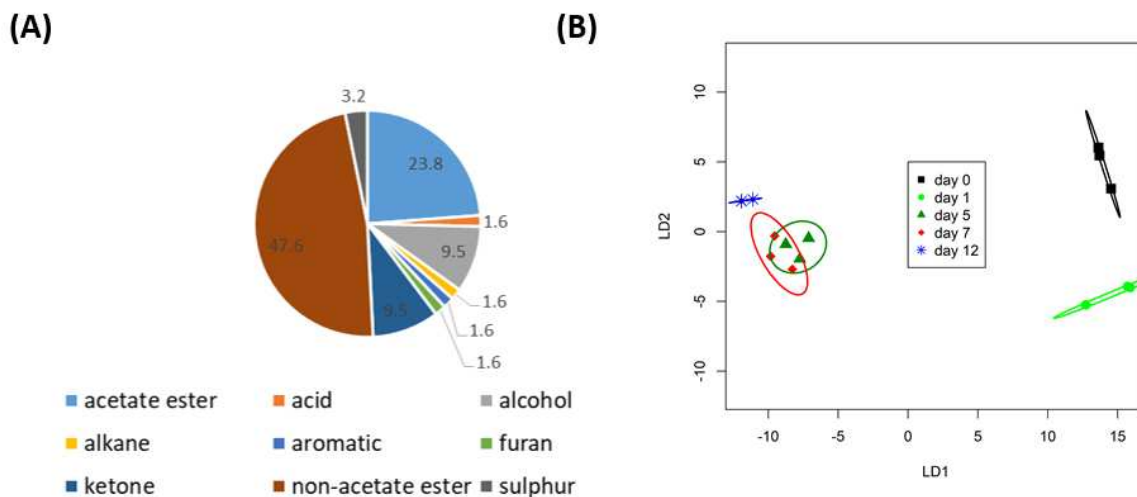 (A)
(B)
3.2
23.8
1.6
9.5
47.6
9.5
1.6
1.6
1.6
acetate ester acid alcohol
alkane aromatic furan
ketone non-acetate ester sulphur
10
5
0
-5
-10
LD2
day 0
day 1
day 5
day 7
day 12
-10 -5 0 5 10 15
LD1